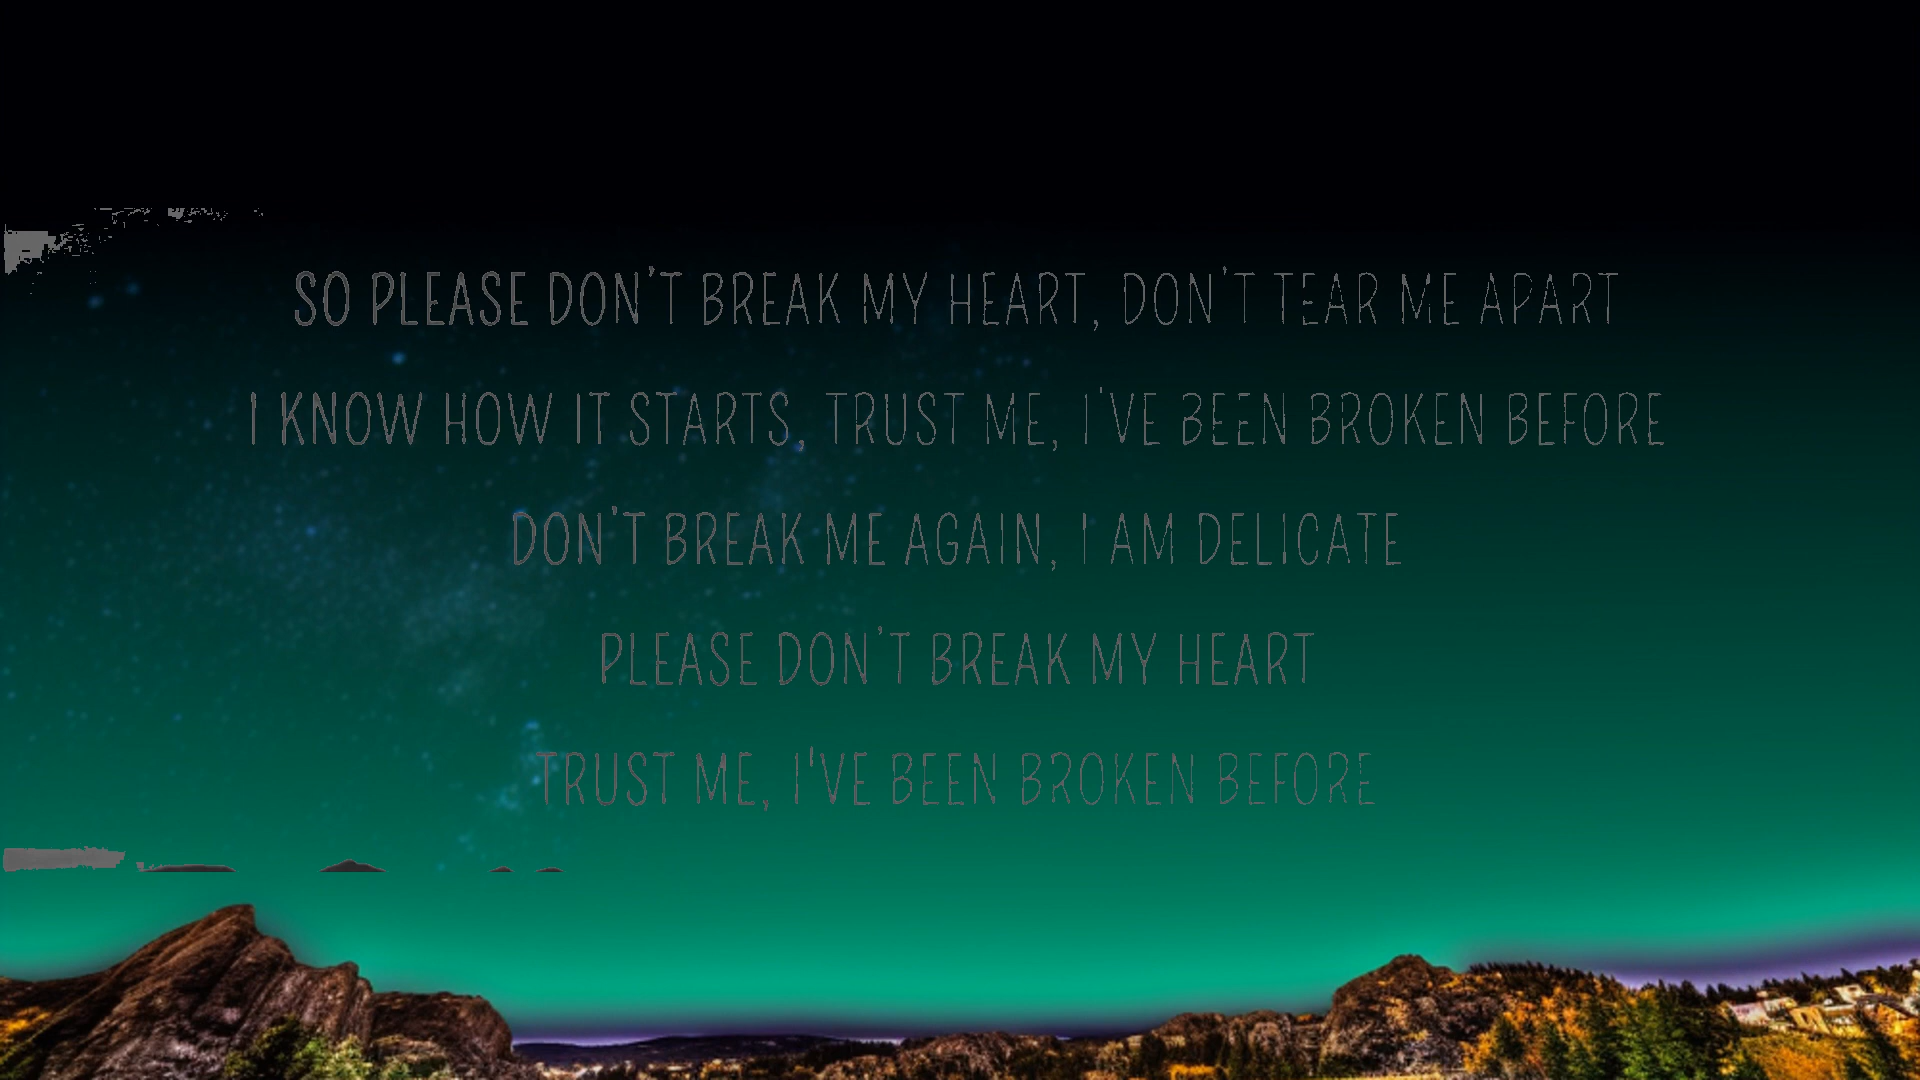 SO PLEASE DON'T BREAK MY HEART, DON'T TEAR ME APART
I KNOW HOW IT STARTS, TRUST ME, I'VE BEEN BROKEN BEFORE
DON'T BREAK ME AGAIN, I AM DELICATE
PLEASE DON'T BREAK MY HEART
TRUST ME, I'VE BEEN BROKEN BEFORE